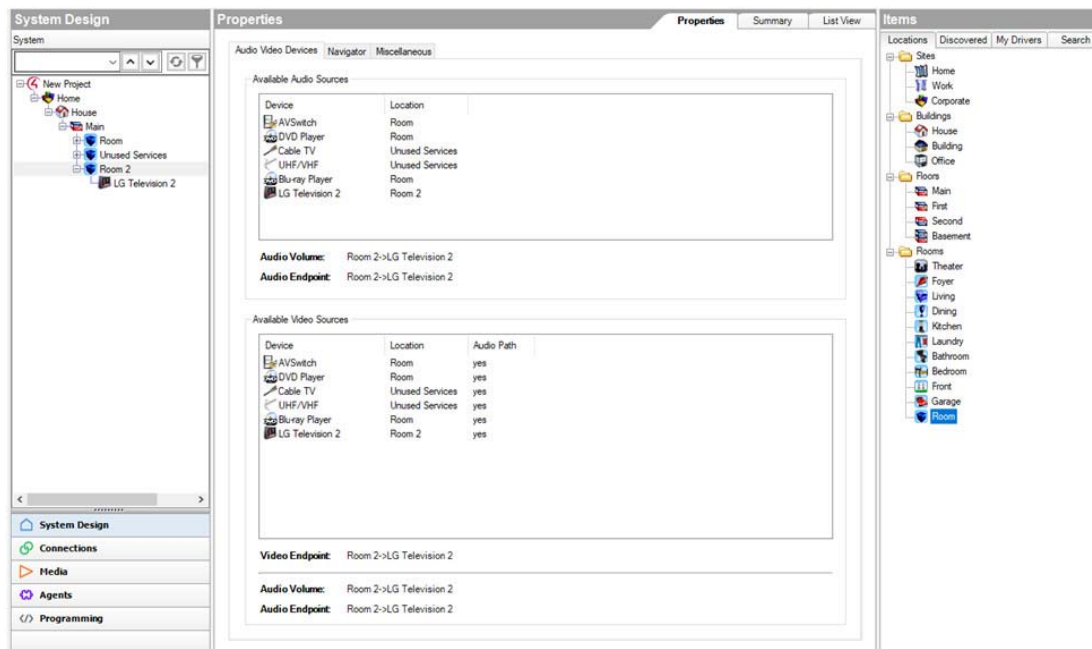 System Design
System
New Project
Home
House
Main
Room
Unused Services
Room 2
LG Television 2
System Design
Connections
Media
Agents
Programming
Properties
Properties Summary List View
Audio Video Devices Navigator Miscellaneous
Available Audio Sources
Device Location
AVSwitch Room
DVD Player Room
Cable TV Unused Services
UHF/VHF Unused Services
Blu-ray Player Room
LG Television 2 Room 2
Audio Volume: Room 2->LG Television 2
Audio Endpoint: Room 2->LG Television 2
Available Video Sources
Device Location Audio Path
AVSwitch Room yes
DVD Player Room yes
Cable TV Unused Services yes
UHF/VHF Unused Services yes
Blu-ray Player Room yes
LG Television 2 Room 2 yes
Video Endpoint: Room 2->LG Television 2
Audio Volume: Room 2->LG Television 2
Audio Endpoint: Room 2->LG Television 2
Items
Locations Discovered My Drivers Search
Sites
Home
Work
Corporate
Buildings
House
Building
Office
Floors
Main
First
Second
Basement
Rooms
Theater
Foyer
Living
Dining
Kitchen
Laundry
Bathroom
Bedroom
Front
Garage
Room